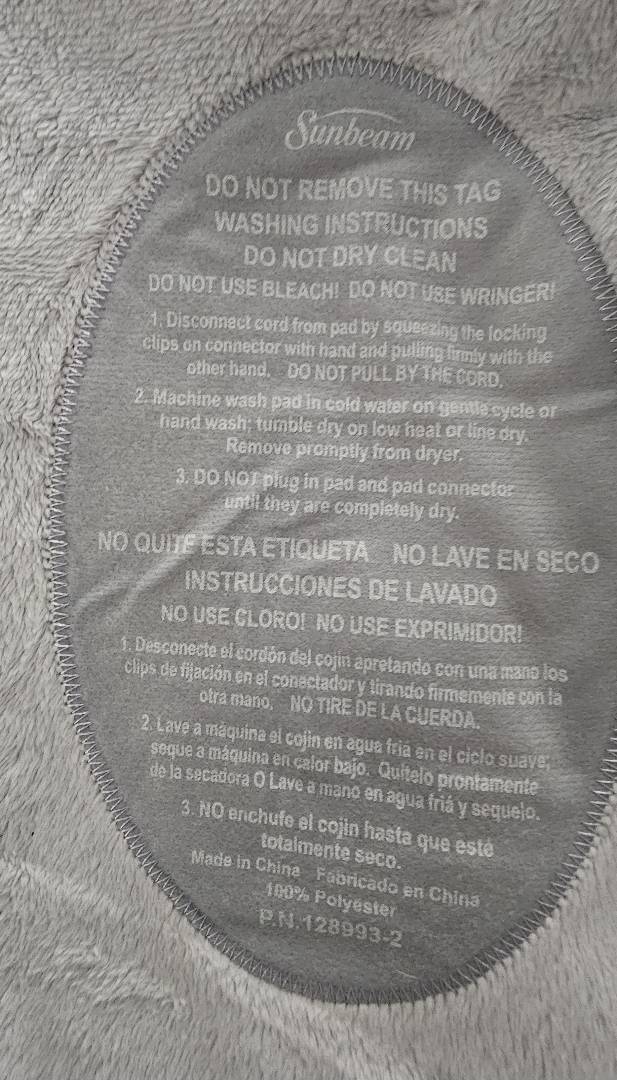 Sunbeam
DO NOT REMOVE THIS TAG
WASHING INSTRUCTIONS
DO NOT DRY CLEAN
DO NOT USE BLEACH! DO NOT USE WRINGER!
1. Disconnect cord from pad by squeezing the locking
clips on connector with hand and pulling firmly with the
other hand. DO NOT PULL BY THE CORD.
2. Machine wash pad in cold water on gentle cycle or
hand wash; tumble dry on low heat or line dry.
Remove promptly from dryer.
3. DO NOT plug in pad and pad connector
until they are completely dry.
NO QUITE ESTA ETIQUETA NO LAVE EN SECO
INSTRUCCIONES DE LAVADO
NO USE CLORO! NO USE EXPRIMIDOR!
1. Desconecte el cordón del cojin apretando con una mano los
clips de fijación en el conectador y tirando firmemente con la
otra mano. NO TIRE DE LA CUERDA.
2. Lave a máquina el cojin en agua fria en el ciclo suave;
seque a máquina en calor bajo. Quítelo prontamente
de la secadora O Lave a mano en agua friá y sequelo.
3. NO enchufe el cojin hasta que esté
totalmente seco.
Made in China Fabricado en China
100% Polyester
P.N.128993-2